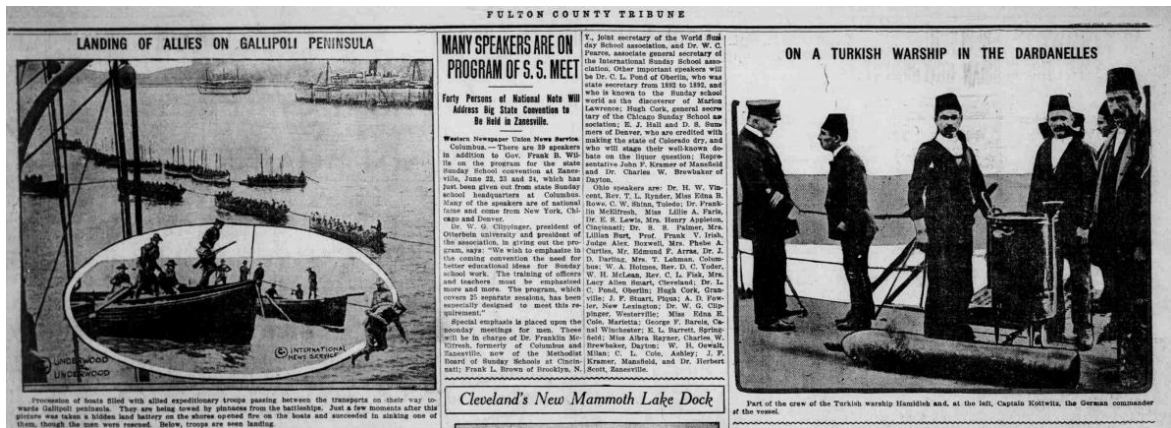 FULTON COUNTY TRIBUNE
LANDING OF ALLIES ON GALLIPOLI PENINSULA
UNDERWOOD
UNDERWOOD
© INTERNATIONAL
NEWS SERVICE
Procession of boats filled with allied expeditionary troops passing between the transports on their way to-
wards Gallipoli peninsula. They are being towed by pinnaces from the battleships. Just a few moments after this
picture was taken a hidden land battery on the shores opened fire on the boats and succeeded in sinking one of
them, though the men were rescued. Below, troops are seen landing.
MANY SPEAKERS ARE ON
PROGRAM OF S. S. MEET
Forty Persons of National Note Will
Address Big State Convention to
Be Held in Zanesville.
Western Newspaper Union News Service.
Columbus.—There are 39 speakers
in addition to Gov. Frank B. Wil-
lis on the program for the state
Sunday School convention at Zanes-
ville, June 22, 23 and 24, which has
just been given out from state Sunday
school headquarters at Columbus.
Many of the speakers are of national
fame and come from New York, Chi-
cago and Denver.
Dr. W. G. Clippinger, president of
Otterbein university and president of
the association, in giving out the pro-
gram, says: "We wish to emphasize in
the coming convention the need for
better educational ideas for Sunday
school work. The training of officers
and teachers must be emphasized
more and more. The program, which
covers 25 separate sessions, has been
especially designed to meet this re-
quirement."
Special emphasis is placed upon the
noonday meetings for men. These
will be in charge of Dr. Franklin Mc-
Elfresh, formerly of Columbus and
Zanesville, now of the Methodist
Board of Sunday Schools at Cincin-
nati; Frank L. Brown of Brooklyn, N.
Y., joint secretary of the World Sun-
day School association, and Dr. W. C.
Pearce, associate general secretary of
the International Sunday School asso-
ciation. Other important speakers will
be Dr. C. L. Pond of Oberlin, who was
state secretary from 1882 to 1892, and
who is known to the Sunday school
world as the discoverer of Marion
Lawrence; Hugh Cork, general secre-
tary of the Chicago Sunday School as-
sociation; E. J. Hall and D. S. Sum-
mers of Denver, who are credited with
making the state of Colorado dry, and
who will stage their well-known de-
bate on the liquor question; Repre-
sentative John F. Kramer of Mansfield
and Dr. Charles W. Brewbaker of
Dayton.
Ohio speakers are: Dr. H. W. Vin-
cent, Rev. T. L. Rynder, Miss Edna B.
Rowe, C. W. Shinn, Toledo; Dr. Frank-
lin McElfresh, Miss Lillie A. Faris,
Dr. E. S. Lewis, Mrs. Henry Appleton,
Cincinnati; Dr. S. S. Palmer, Mrs.
Lillian Burt, Prof. Frank V. Irish,
Judge Alex. Boxwell, Mrs. Phebe A.
Curtiss, Mr. Edmund F. Arras, Dr. J.
D. Darling, Mrs. T. Lehman, Colum-
bus; W. A. Holmes, Rev. D. C. Yoder,
W. H. McLean, Rev. C. L. Fisk, Mrs.
Lucy Allen Smart, Cleveland; Dr. L.
C. Pond, Oberlin; Hugh Cork, Gran-
ville; J. F. Stuart, Piqua; A. D. Fow-
ler, New Lexington; Dr. W. G. Clip-
pinger, Westerville; Miss Edna E.
Cole, Marietta; George F. Bareis, Ca-
nal Winchester; E. L. Barrett, Spring-
field; Miss Albra Rayner, Charles W.
Brewbaker, Dayton; W. H. Oswalt,
Milan; C. L. Cole, Ashley; J. F.
Kramer, Mansfield, and Dr. Herbert
Scott, Zanesville.
Cleveland's New Mammoth Lake Dock
ON A TURKISH WARSHIP IN THE DARDANELLES
Part of the crew of the Turkish warship Hamidieh and, at the left, Captain Kottwitz, the German commander
of the vessel.